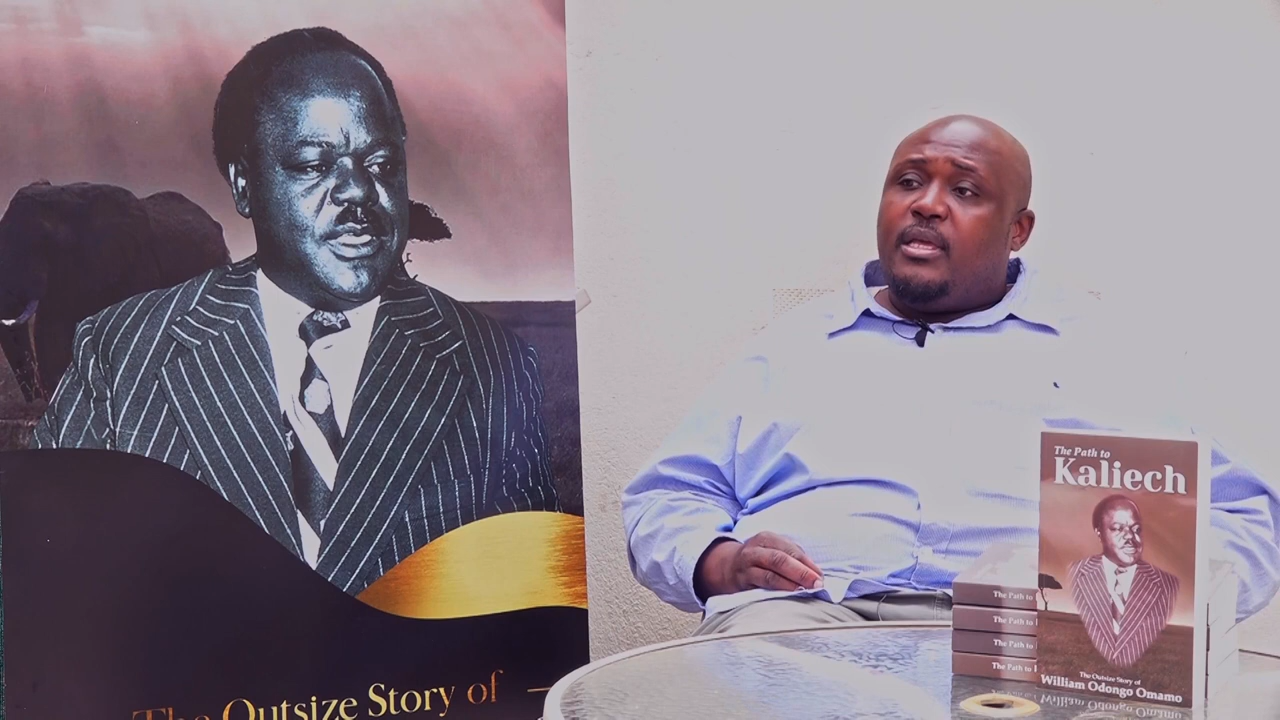 The Outsize Story of
The Path to
Kaliech
The Outsize Story of
William Odongo Omamo
The Path to
The Path to
The Path to
The Path to